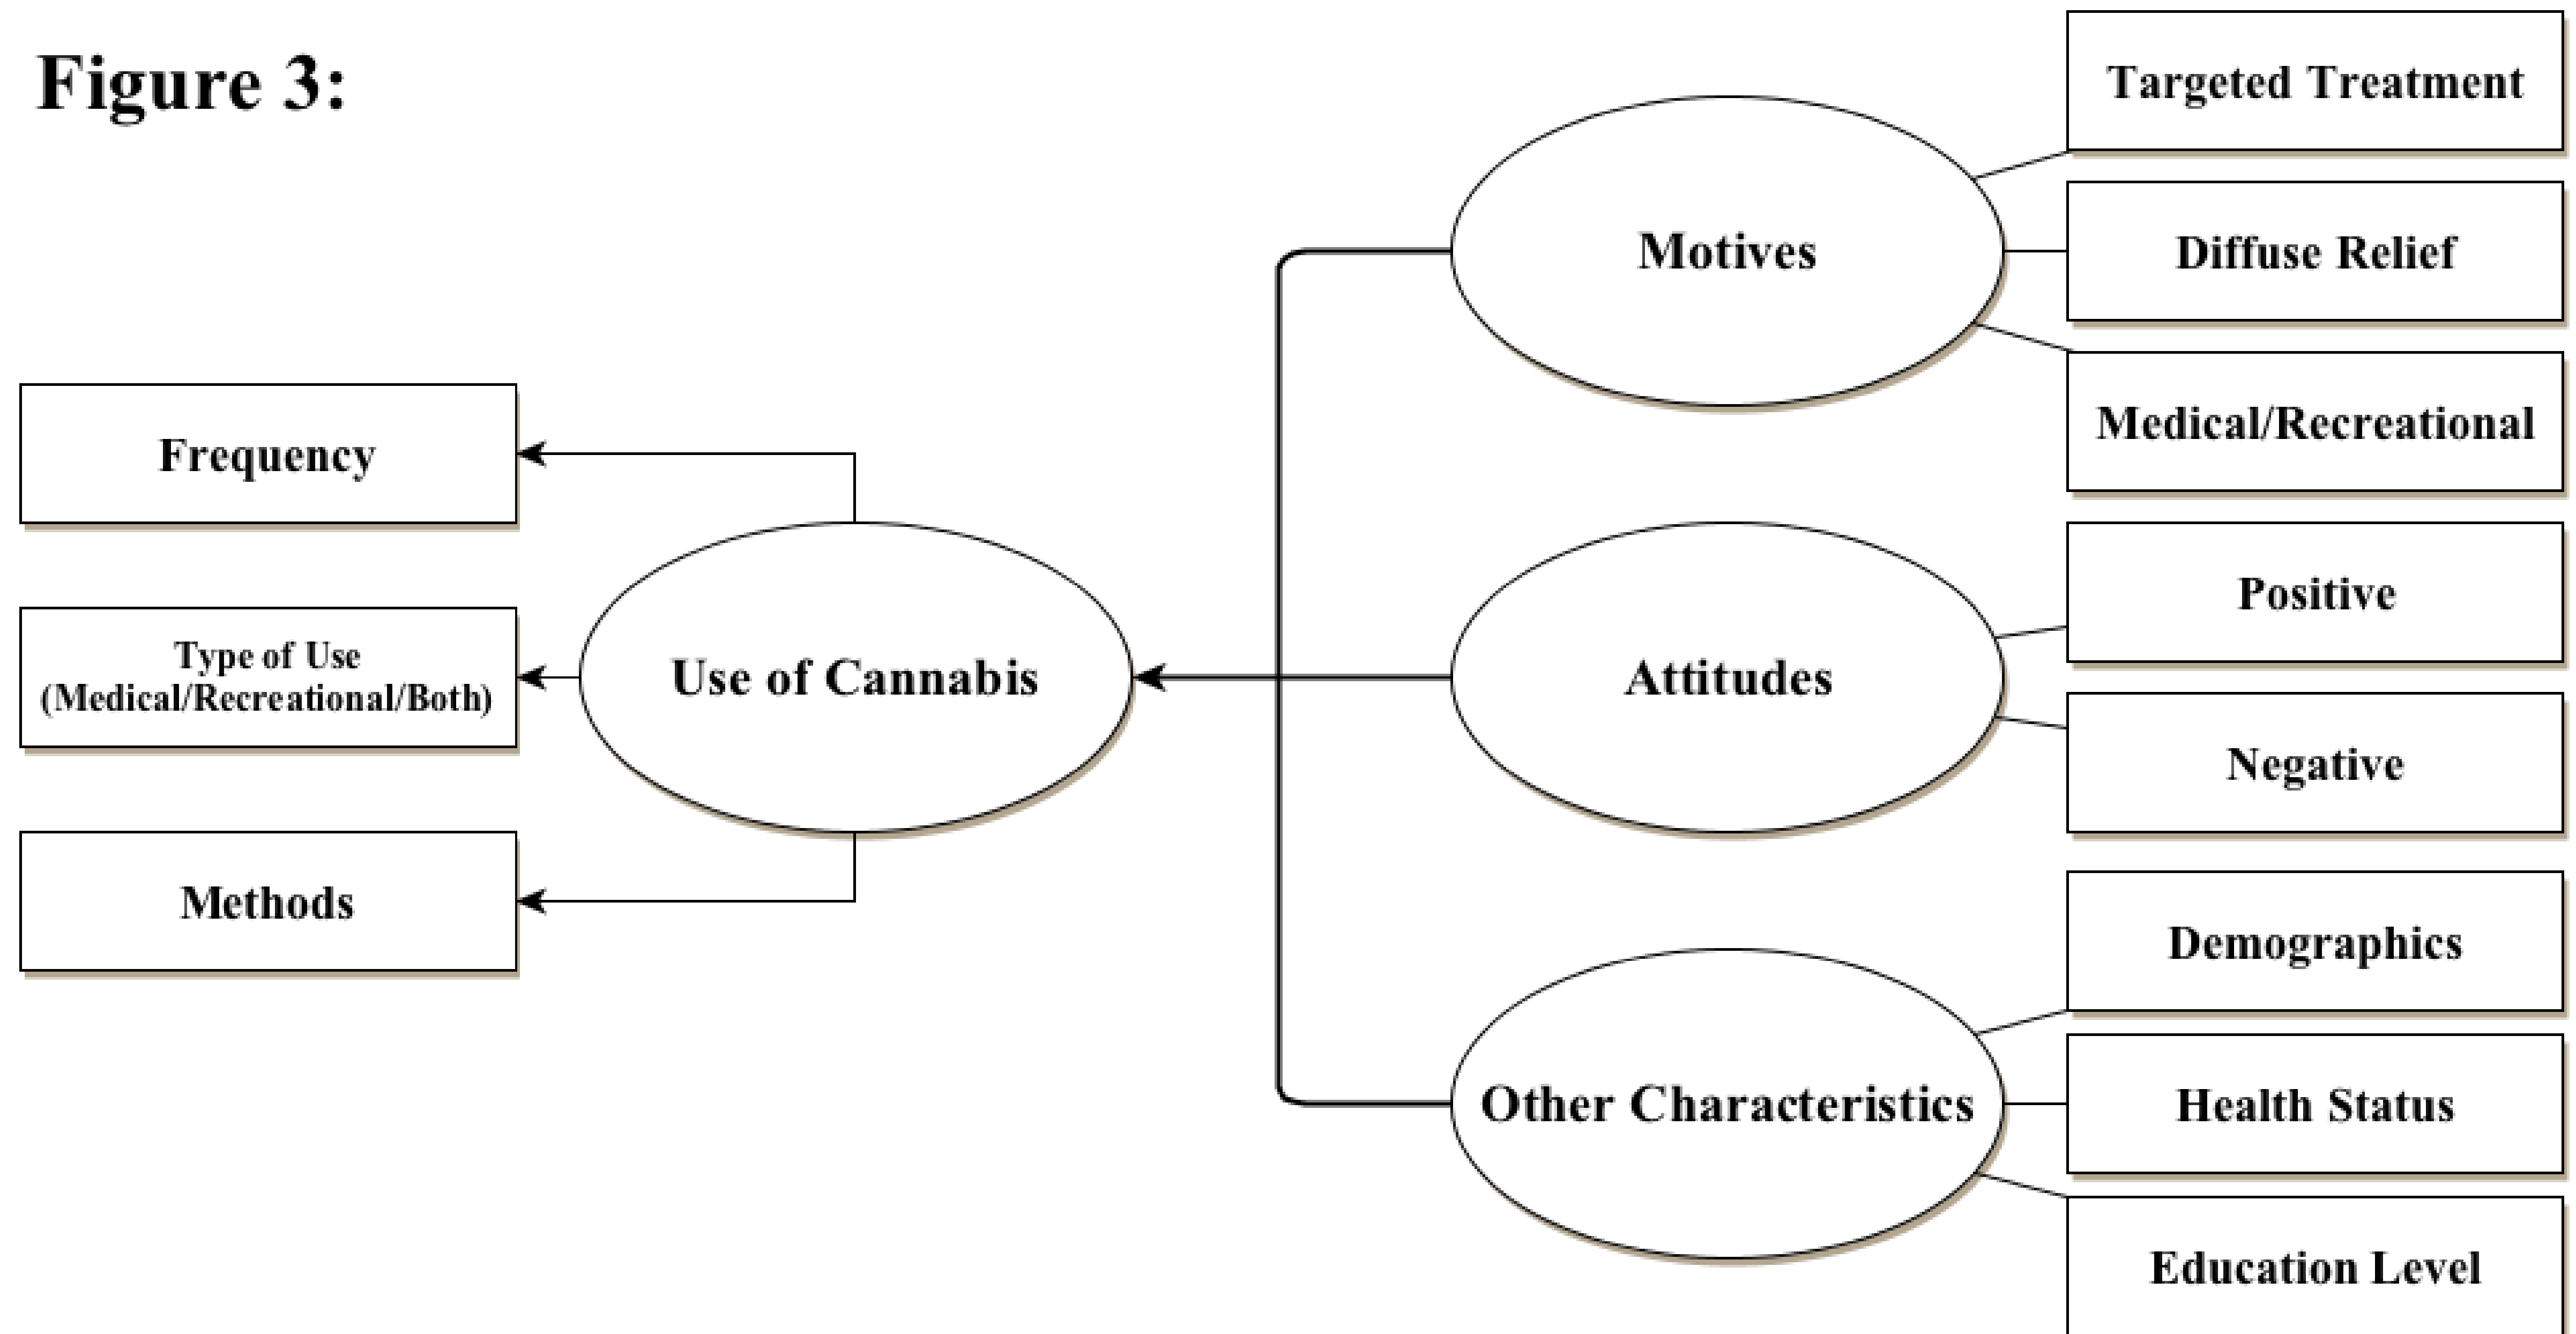 Figure 3:
Targeted Treatment
Motives
Diffuse Relief
Medical/Recreational
Frequency
Type of Use
(Medical/Recreational/Both)
Use of Cannabis
Attitudes
Positive
Negative
Methods
Demographics
Other Characteristics
Health Status
Education Level